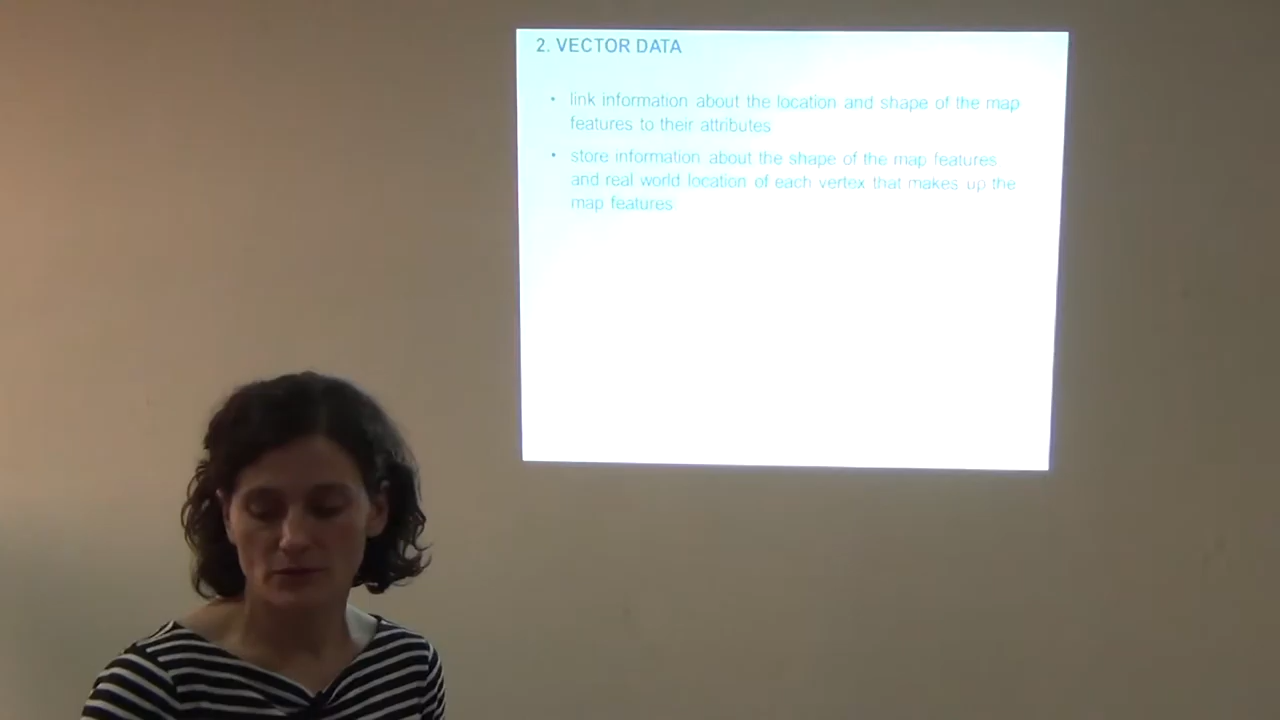 2. VECTOR DATA
• link information about the location and shape of the map
features to their attributes
• store information about the shape of the map features
and real world location of each vertex that makes up the
map features